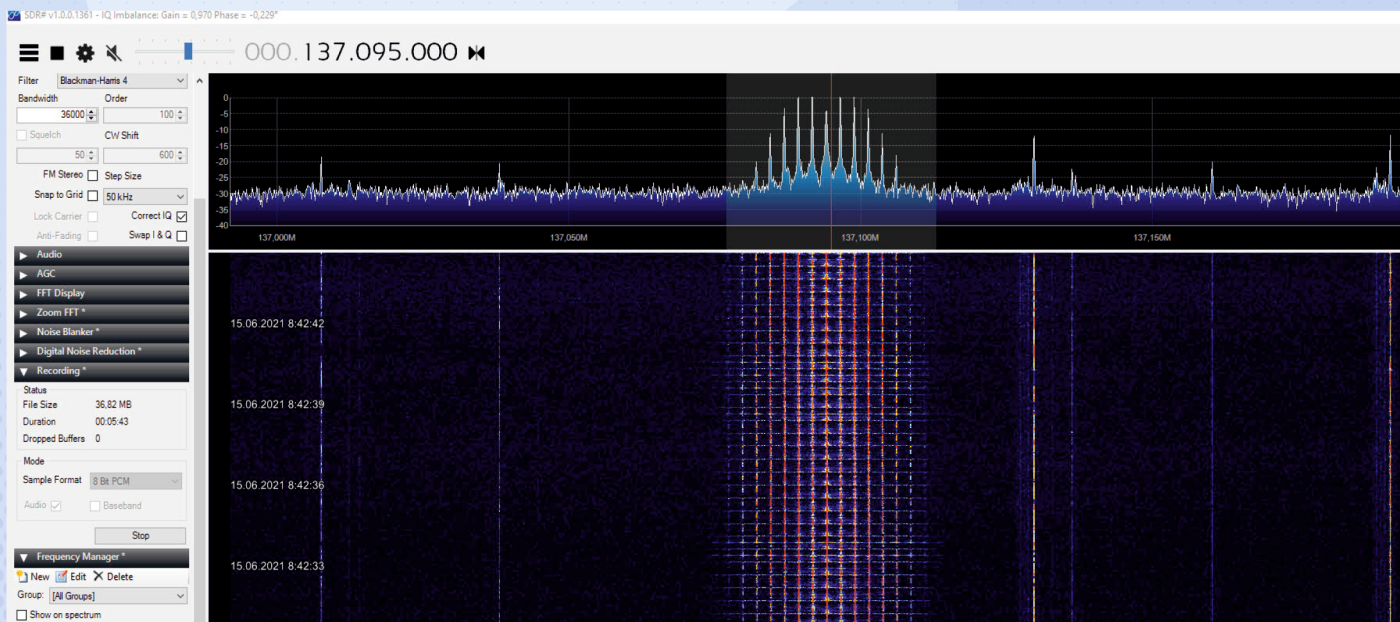 SDR# v1.0.0.1361 - IQ Imbalance: Gain = 0,970 Phase = -0,229°
000.137.095.000
Filter Blackman-Harris 4
Bandwidth Order
36000 100
Squelch CW Shift
50 600
FM Stereo Step Size
Snap to Grid 50 kHz
Lock Carrier Correct IQ
Anti-Fading Swap I & Q
Audio
AGC
FFT Display
Zoom FFT *
Noise Blanker *
Digital Noise Reduction *
Recording *
Status
File Size 36,82 MB
Duration 00:05:43
Dropped Buffers 0
Mode
Sample Format 8 Bit PCM
Audio Baseband
Stop
Frequency Manager *
New Edit Delete
Group: [All Groups]
Show on spectrum
0
-5
-10
-15
-20
-25
-30
-35
-40
137,000M 137,050M 137,100M 137,150M
15.06.2021 8:42:42
15.06.2021 8:42:39
15.06.2021 8:42:36
15.06.2021 8:42:33